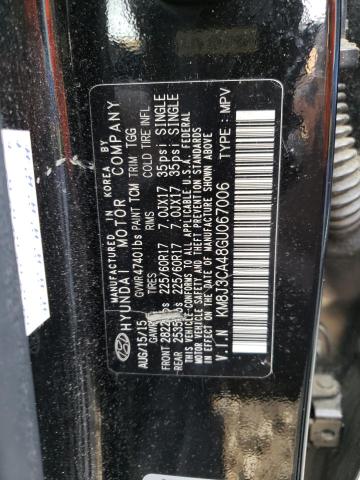 MANUFACTURED IN KOREA BY
HYUNDAI MOTOR COMPANY
AUG/15/15 GVWR 4740lbs PAINT TCM TRIM TGG
GAWR TIRES RIMS COLD TIRE INFL
FRONT 2822 225/60R17 7.0JX17 35psi SINGLE
REAR 2535 225/60R17 7.0JX17 35psi SINGLE
THIS VEHICLE CONFORMS TO ALL APPLICABLE U.S. FEDERAL
MOTOR VEHICLE SAFETY, BUMPER AND THEFT PREVENTION STANDARDS
IN EFFECT ON THE DATE OF MANUFACTURE SHOWN ABOVE.
V.I.N : KM8J3CA48GU067006 TYPE : MPV